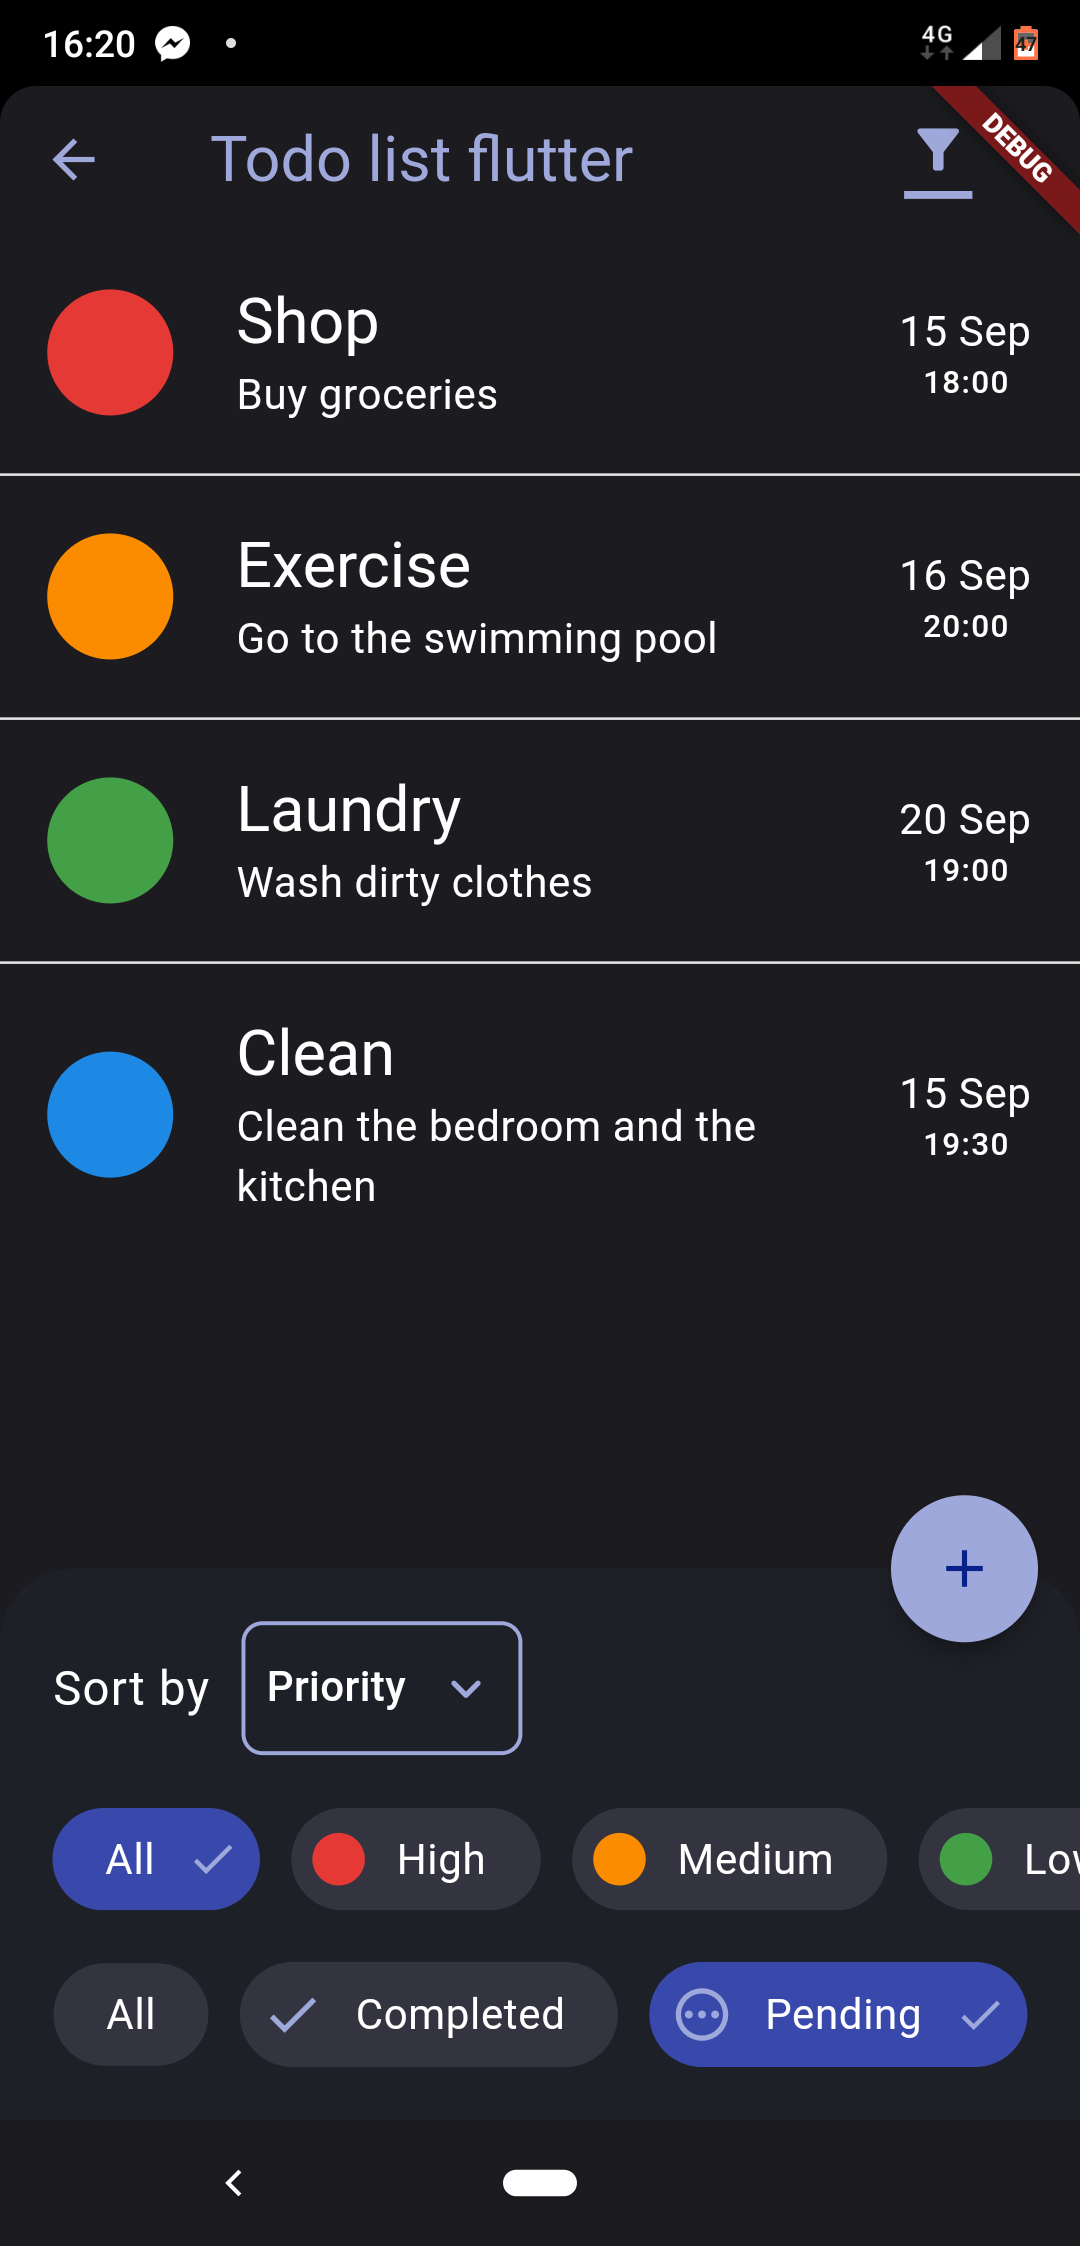 16:20
4G
47
Todo list flutter
DEBUG
Shop
Buy groceries
15 Sep
18:00
Exercise
Go to the swimming pool
16 Sep
20:00
Laundry
Wash dirty clothes
20 Sep
19:00
Clean
Clean the bedroom and the
kitchen
15 Sep
19:30
+
Sort by
Priority
All
High
Medium
All
Completed
Pending